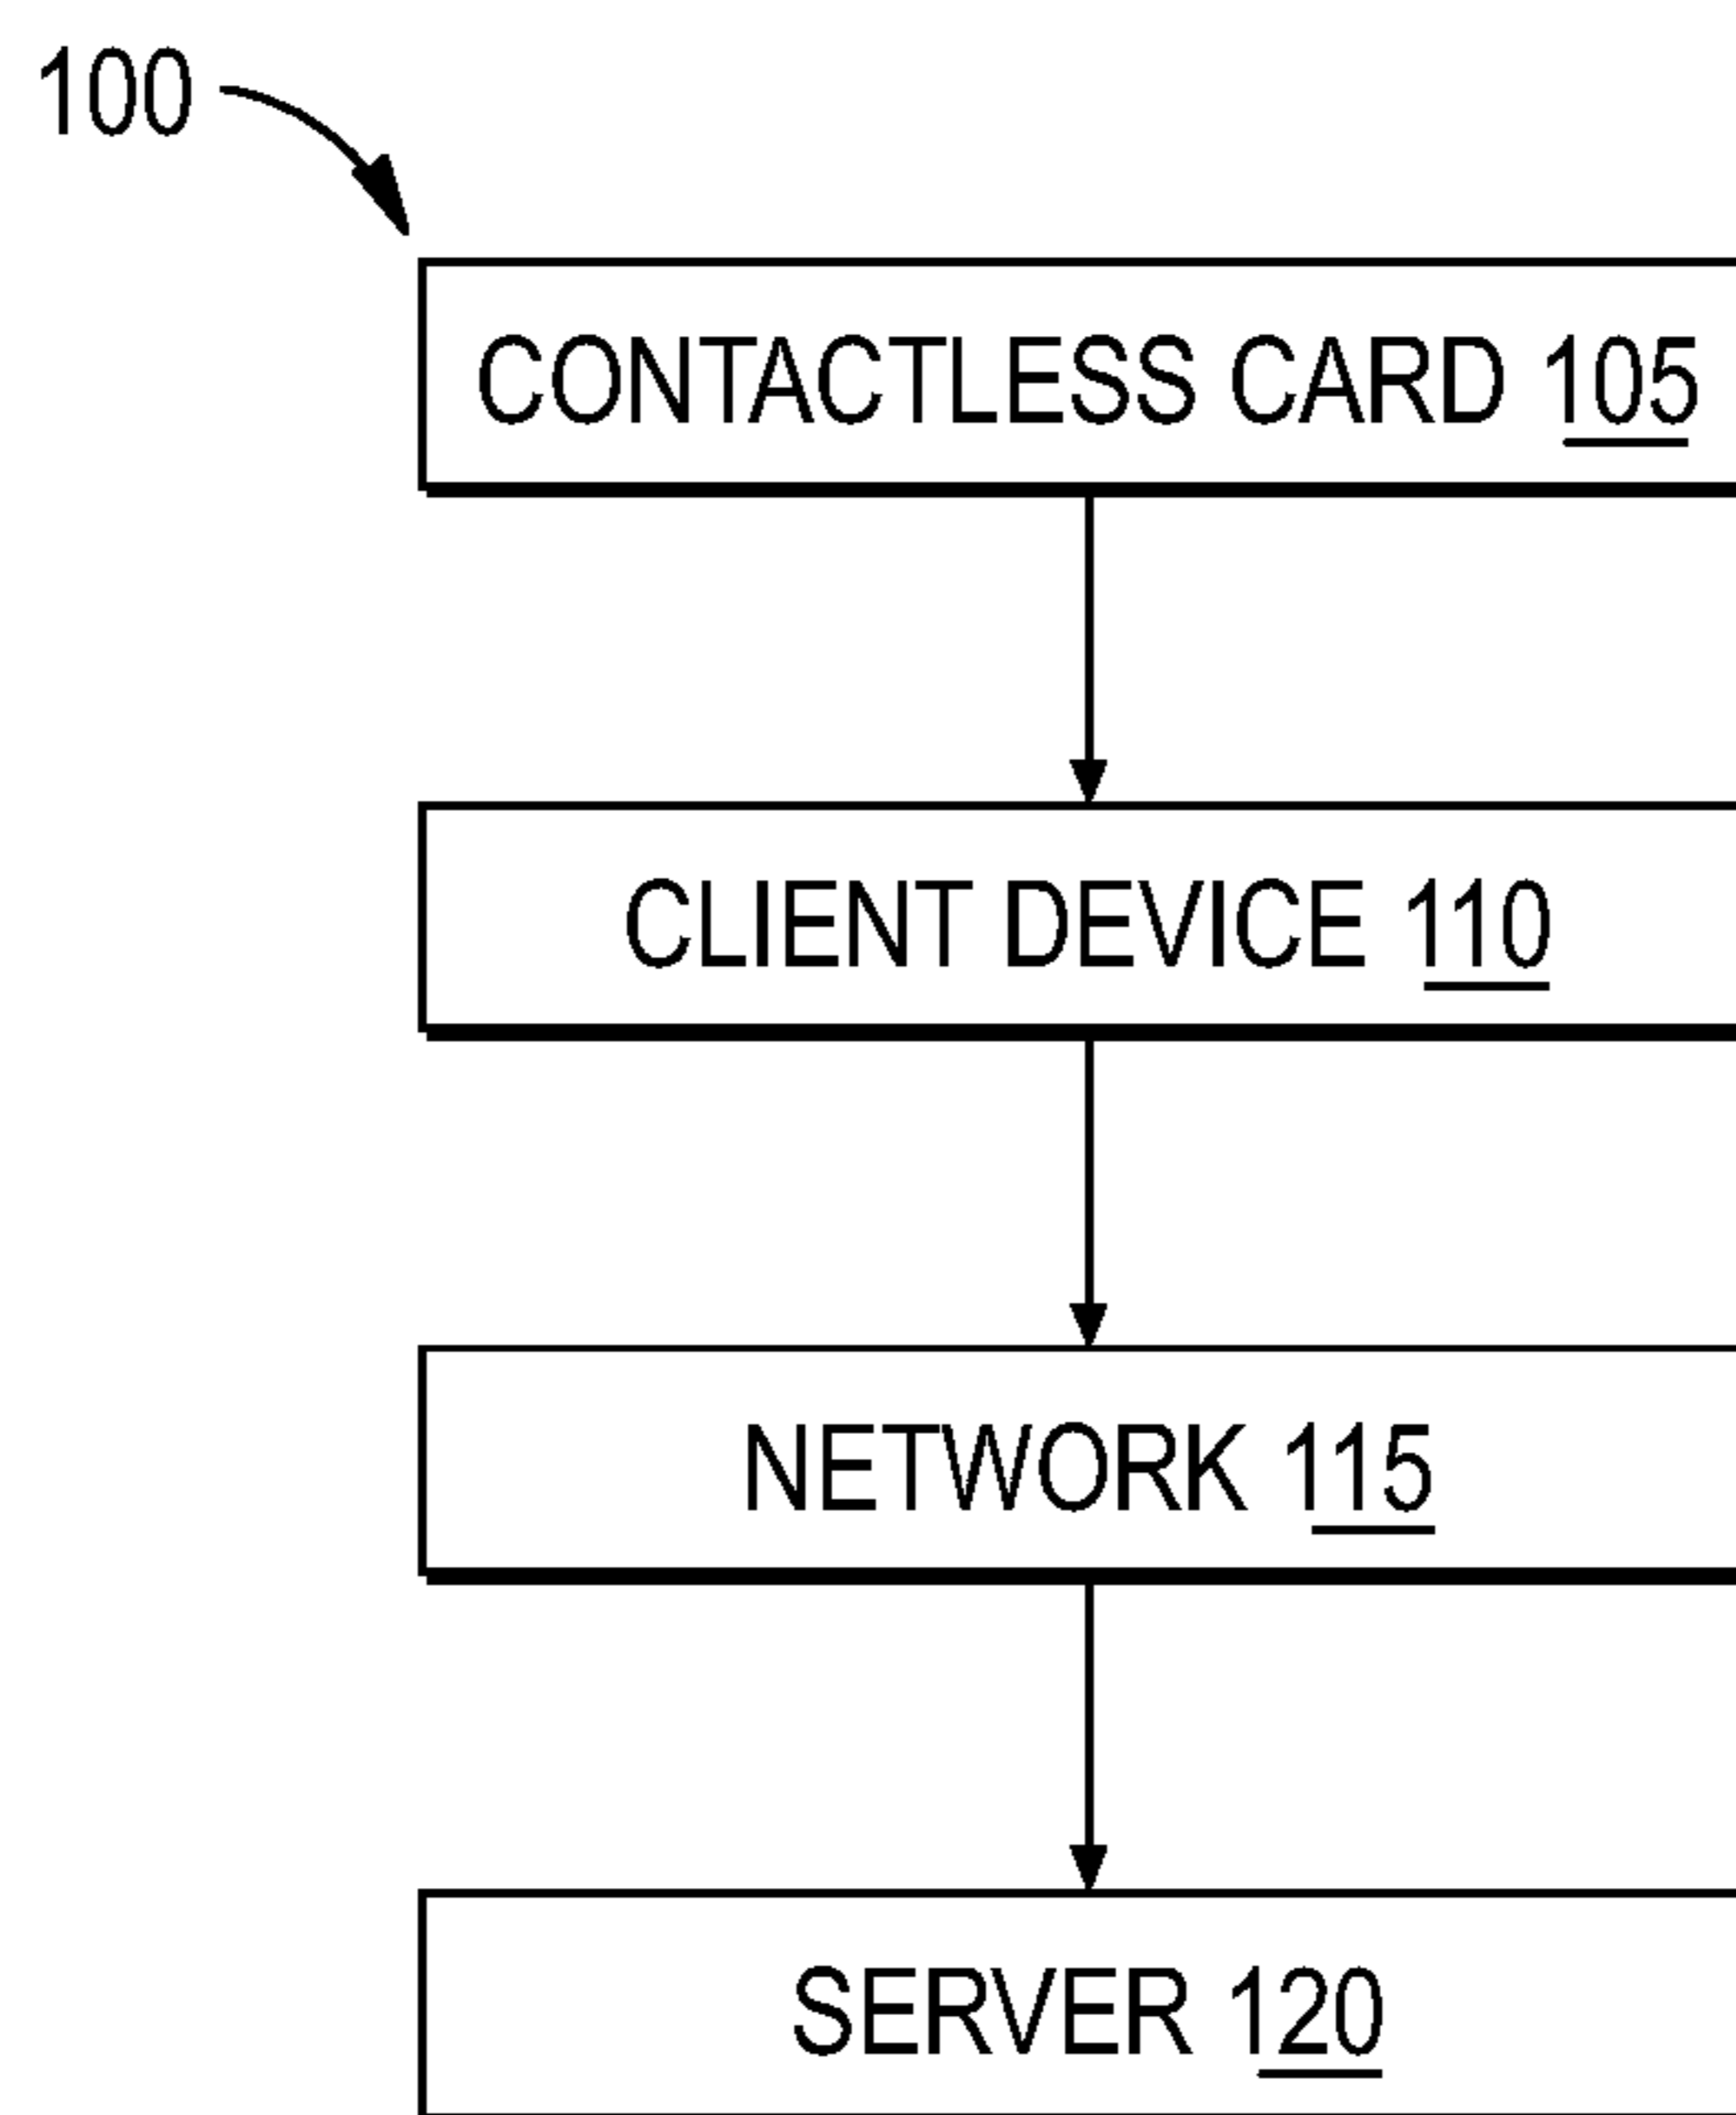 100
CONTACTLESS CARD 105
CLIENT DEVICE 110
NETWORK 115
SERVER 120